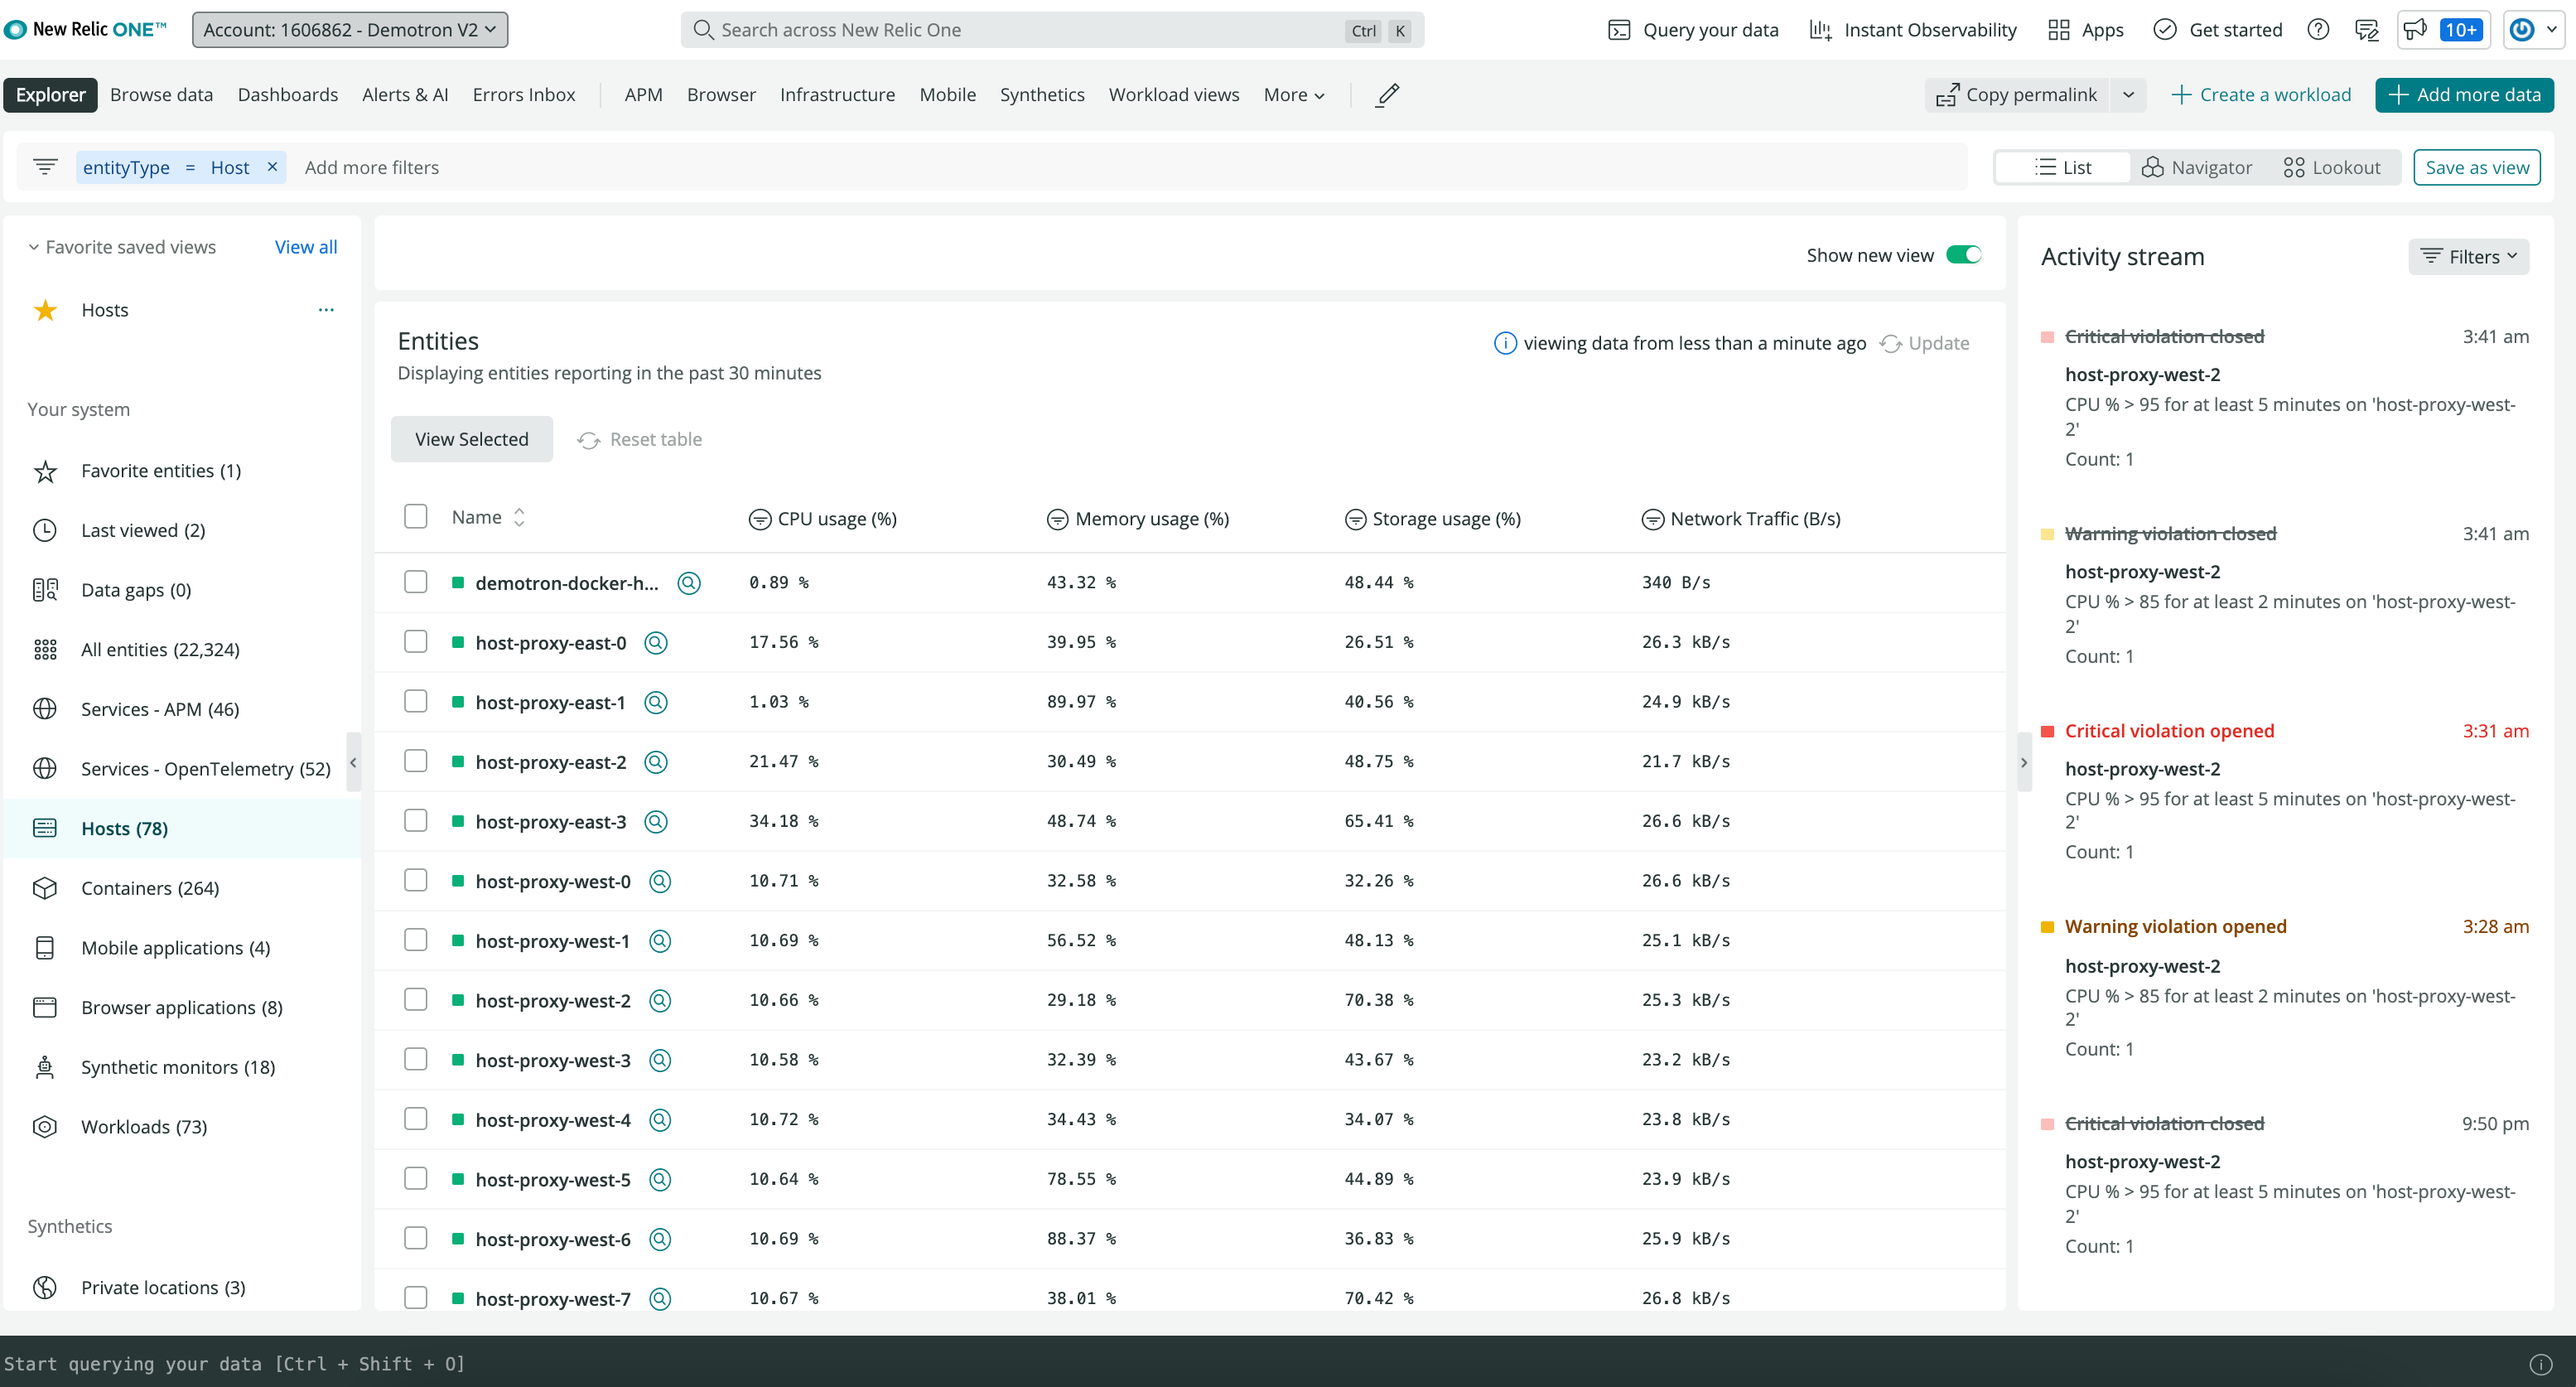 New Relic ONE™
Account: 1606862 - Demotron V2
Search across New Relic One
Ctrl K
Query your data
Instant Observability
Apps
Get started
10+
Explorer
Browse data
Dashboards
Alerts & AI
Errors Inbox
APM
Browser
Infrastructure
Mobile
Synthetics
Workload views
More
Copy permalink
Create a workload
Add more data
entityType = Host ×
Add more filters
List
Navigator
Lookout
Save as view
Favorite saved views
View all
Hosts
...
Your system
Favorite entities (1)
Last viewed (2)
Data gaps (0)
All entities (22,324)
Services - APM (46)
Services - OpenTelemetry (52)
Hosts (78)
Containers (264)
Mobile applications (4)
Browser applications (8)
Synthetic monitors (18)
Workloads (73)
Synthetics
Private locations (3)
Show new view
Entities
Displaying entities reporting in the past 30 minutes
viewing data from less than a minute ago
Update
View Selected
Reset table
Name CPU usage (%) Memory usage (%) Storage usage (%) Network Traffic (B/s)
demotron-docker-h... 0.89 % 43.32 % 48.44 % 340 B/s
host-proxy-east-0 17.56 % 39.95 % 26.51 % 26.3 kB/s
host-proxy-east-1 1.03 % 89.97 % 40.56 % 24.9 kB/s
host-proxy-east-2 21.47 % 30.49 % 48.75 % 21.7 kB/s
host-proxy-east-3 34.18 % 48.74 % 65.41 % 26.6 kB/s
host-proxy-west-0 10.71 % 32.58 % 32.26 % 26.6 kB/s
host-proxy-west-1 10.69 % 56.52 % 48.13 % 25.1 kB/s
host-proxy-west-2 10.66 % 29.18 % 70.38 % 25.3 kB/s
host-proxy-west-3 10.58 % 32.39 % 43.67 % 23.2 kB/s
host-proxy-west-4 10.72 % 34.43 % 34.07 % 23.8 kB/s
host-proxy-west-5 10.64 % 78.55 % 44.89 % 23.9 kB/s
host-proxy-west-6 10.69 % 88.37 % 36.83 % 25.9 kB/s
host-proxy-west-7 10.67 % 38.01 % 70.42 % 26.8 kB/s
Activity stream
Filters
Critical violation closed 3:41 am
host-proxy-west-2
CPU % > 95 for at least 5 minutes on 'host-proxy-west-
2'
Count: 1
Warning violation closed 3:41 am
host-proxy-west-2
CPU % > 85 for at least 2 minutes on 'host-proxy-west-
2'
Count: 1
Critical violation opened 3:31 am
host-proxy-west-2
CPU % > 95 for at least 5 minutes on 'host-proxy-west-
2'
Count: 1
Warning violation opened 3:28 am
host-proxy-west-2
CPU % > 85 for at least 2 minutes on 'host-proxy-west-
2'
Count: 1
Critical violation closed 9:50 pm
host-proxy-west-2
CPU % > 95 for at least 5 minutes on 'host-proxy-west-
2'
Count: 1
Start querying your data [Ctrl + Shift + O]